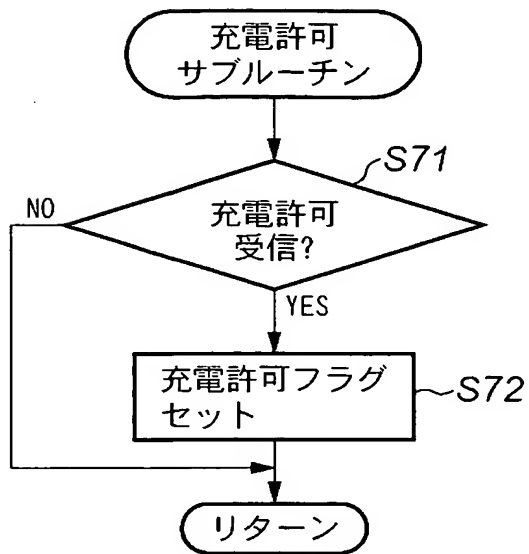 充電許可
サブルーチン
S71
NO
充電許可
受信?
YES
充電許可フラグ
セット
S72
リターン